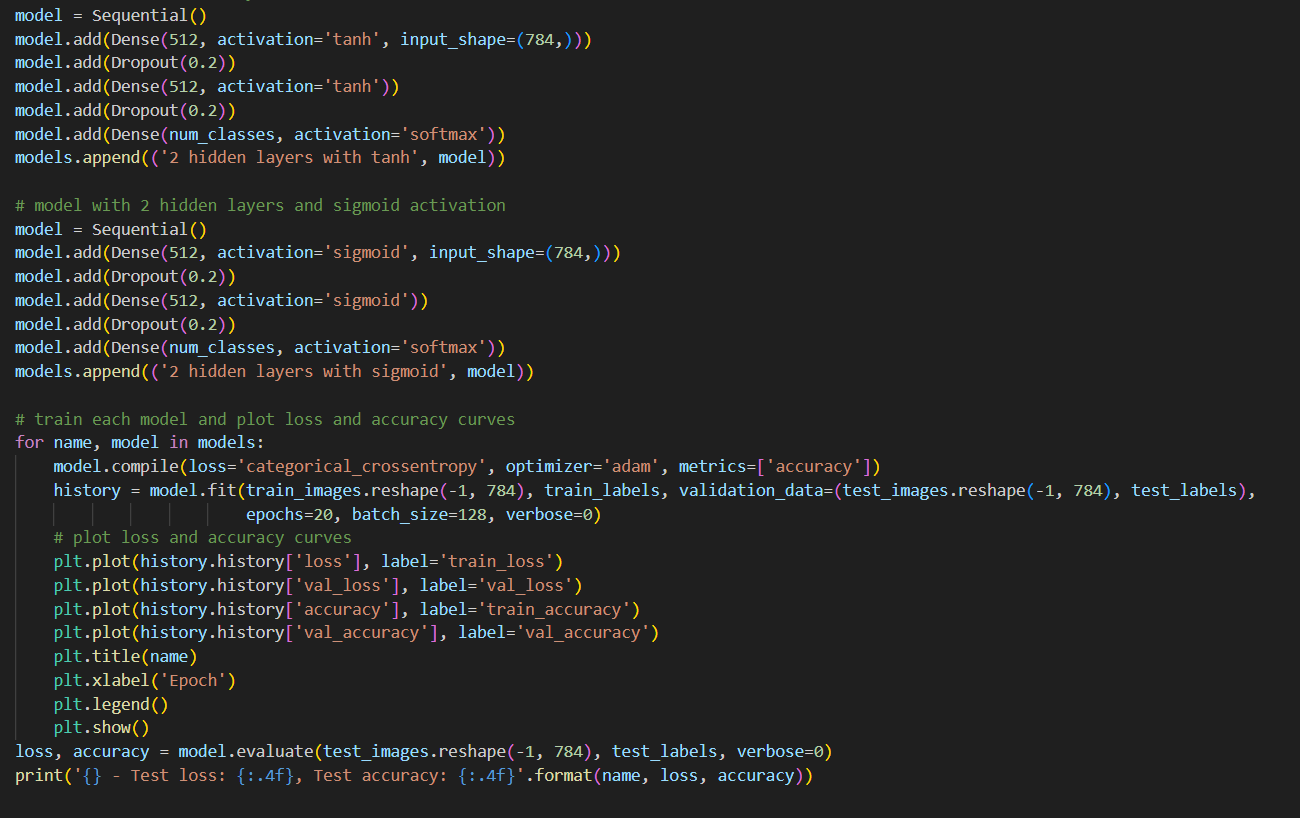 model = Sequential()
model.add(Dense(512, activation='tanh', input_shape=(784,)))
model.add(Dropout(0.2))
model.add(Dense(512, activation='tanh'))
model.add(Dropout(0.2))
model.add(Dense(num_classes, activation='softmax'))
models.append(('2 hidden layers with tanh', model))

# model with 2 hidden layers and sigmoid activation
model = Sequential()
model.add(Dense(512, activation='sigmoid', input_shape=(784,)))
model.add(Dropout(0.2))
model.add(Dense(512, activation='sigmoid'))
model.add(Dropout(0.2))
model.add(Dense(num_classes, activation='softmax'))
models.append(('2 hidden layers with sigmoid', model))

# train each model and plot loss and accuracy curves
for name, model in models:
    model.compile(loss='categorical_crossentropy', optimizer='adam', metrics=['accuracy'])
    history = model.fit(train_images.reshape(-1, 784), train_labels, validation_data=(test_images.reshape(-1, 784), test_labels),
                        epochs=20, batch_size=128, verbose=0)
    # plot loss and accuracy curves
    plt.plot(history.history['loss'], label='train_loss')
    plt.plot(history.history['val_loss'], label='val_loss')
    plt.plot(history.history['accuracy'], label='train_accuracy')
    plt.plot(history.history['val_accuracy'], label='val_accuracy')
    plt.title(name)
    plt.xlabel('Epoch')
    plt.legend()
    plt.show()
loss, accuracy = model.evaluate(test_images.reshape(-1, 784), test_labels, verbose=0)
print('{} - Test loss: {:.4f}, Test accuracy: {:.4f}'.format(name, loss, accuracy))